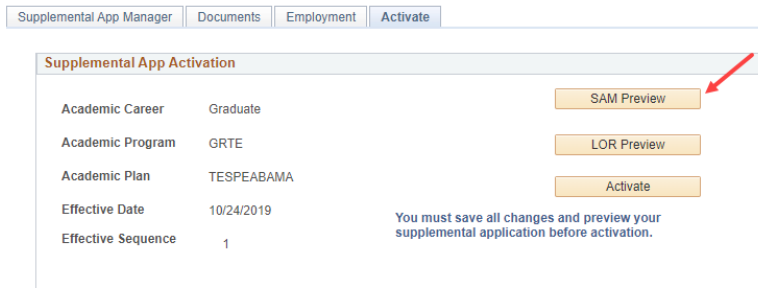 Supplemental App Manager Documents Employment Activate
Supplemental App Activation
SAM Preview
Academic Career Graduate
Academic Program GRTE
LOR Preview
Academic Plan TESPEABAMA
Activate
Effective Date 10/24/2019
You must save all changes and preview your
supplemental application before activation.
Effective Sequence 1